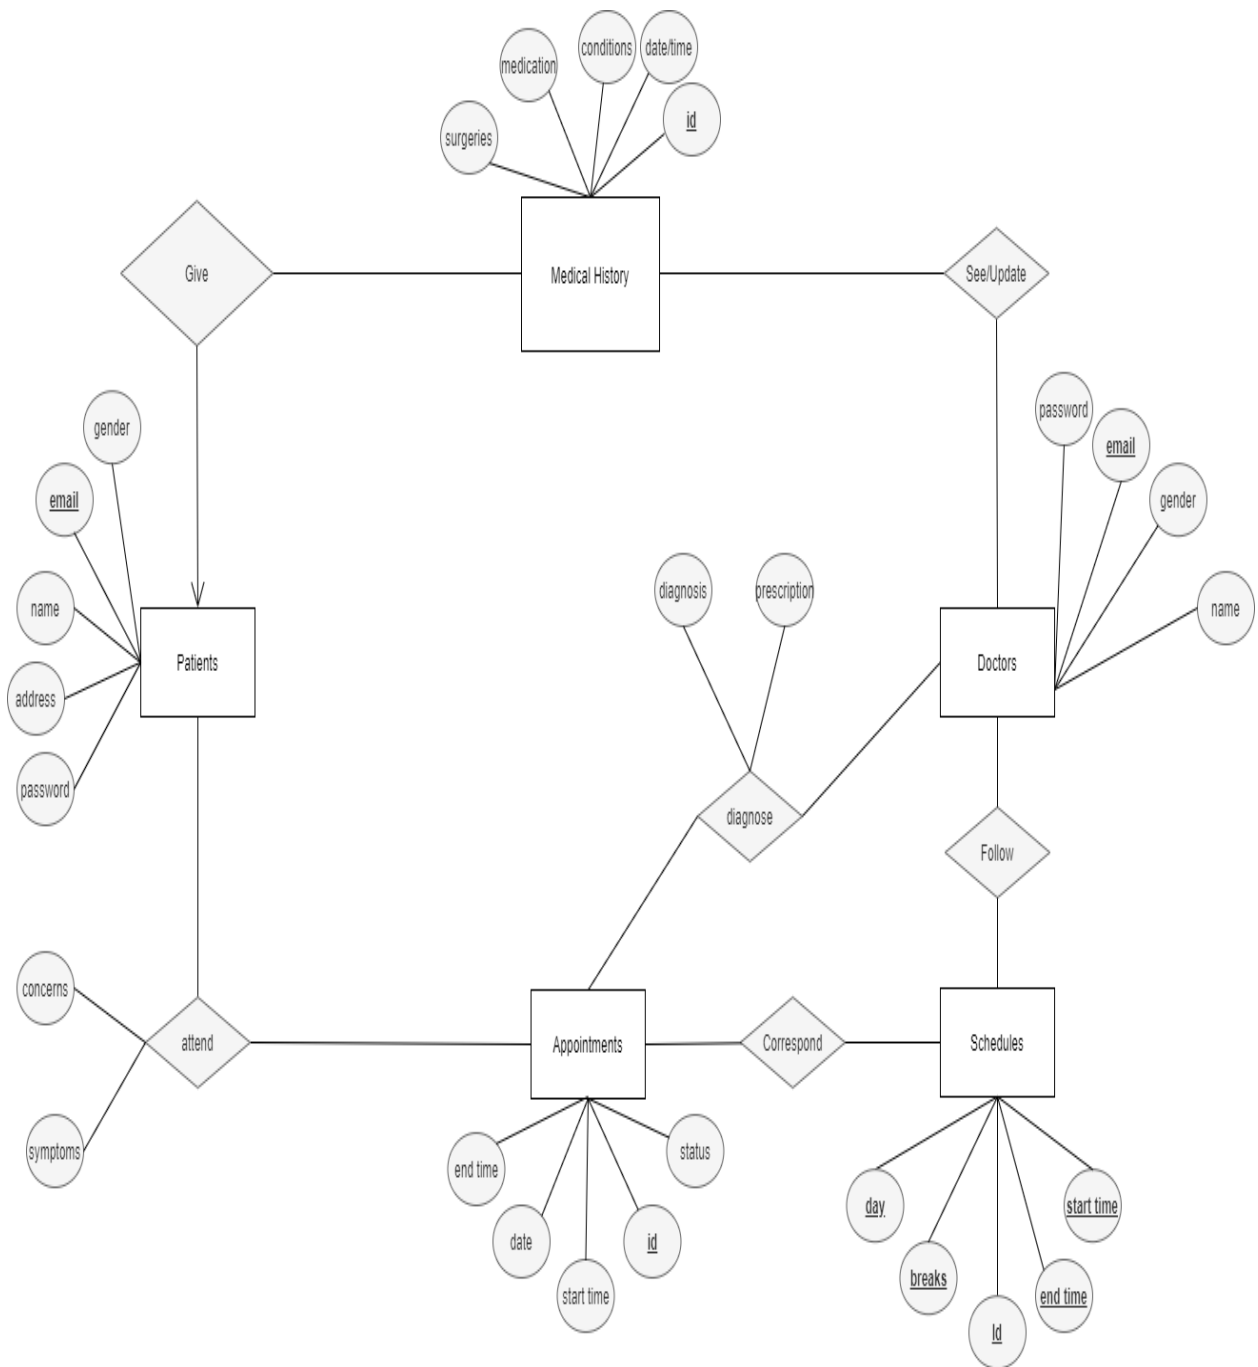 conditions
date/time
medication
id
surgeries
Give
Medical History
See/Update
password
gender
email
email
gender
diagnosis
prescription
name
name
Patients
Doctors
address
password
diagnose
Follow
concerns
attend
Appointments
Correspond
Schedules
symptoms
end time
status
day
start time
date
id
breaks
start time
end time
Id